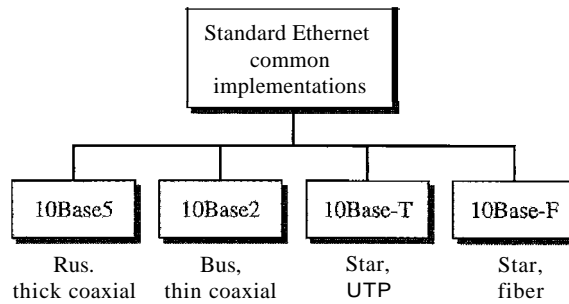 Standard Ethernet
common
implementations
10Base5
10Base2
10Base-T
10Base-F
Rus.
thick coaxial
Bus,
thin coaxial
Star,
UTP
Star,
fiber